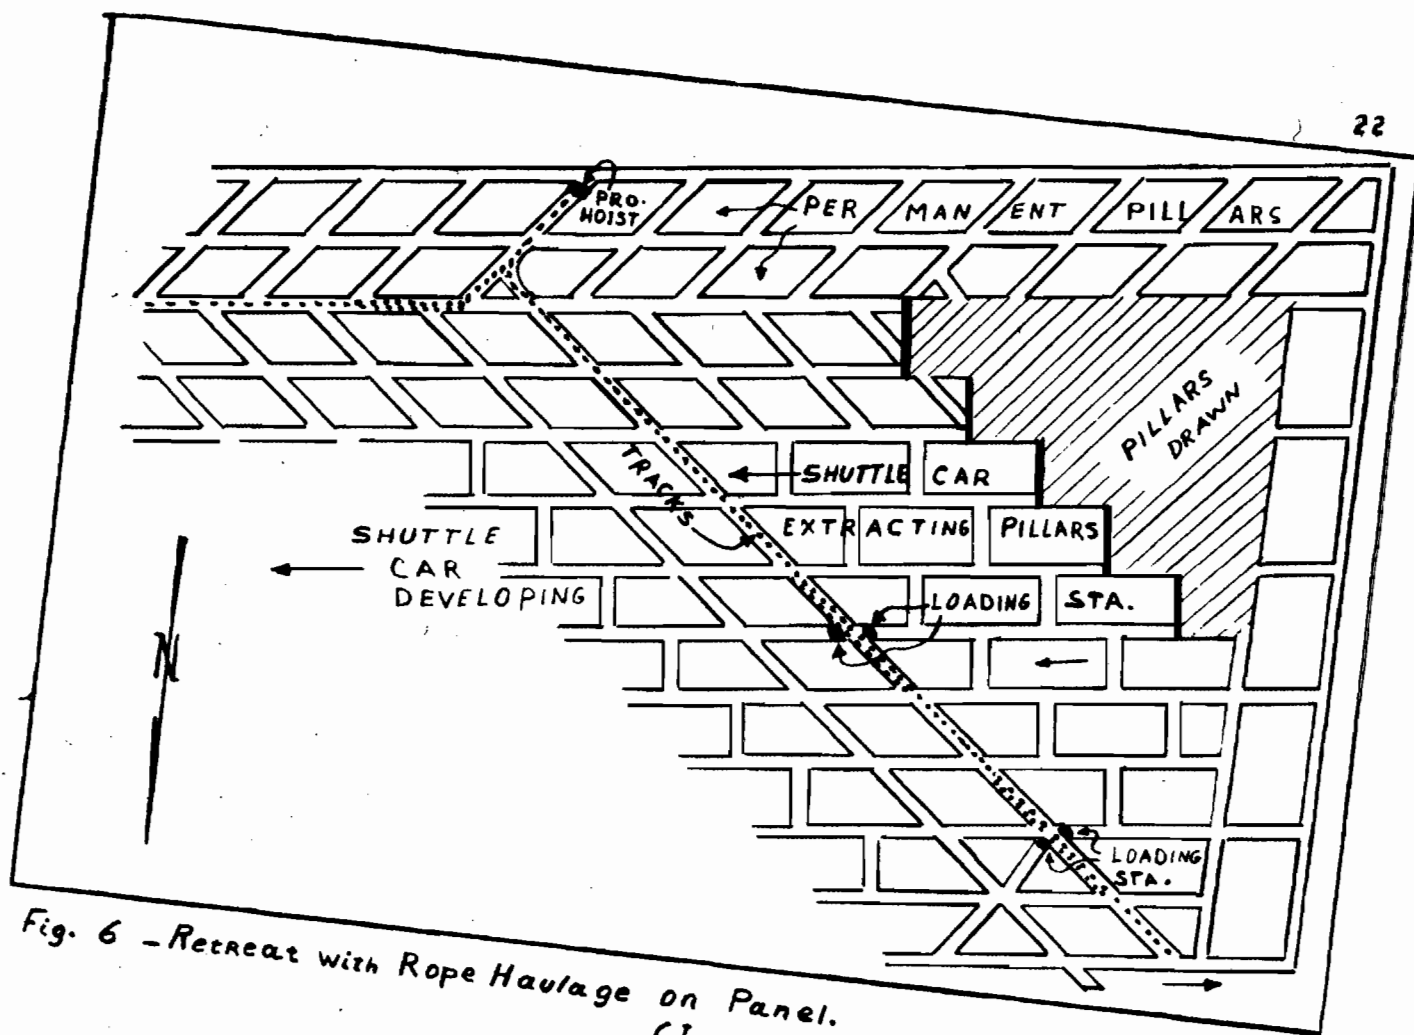 22
PRO-
HOIST
PER MAN ENT PILL ARS
PILLARS
DRAWN
TRACKS
SHUTTLE CAR
EXTRACTING PILLARS
SHUTTLE
CAR
DEVELOPING
LOADING STA.
N
LOADING
STA.
Fig. 6 - Retreat with Rope Haulage on Panel.